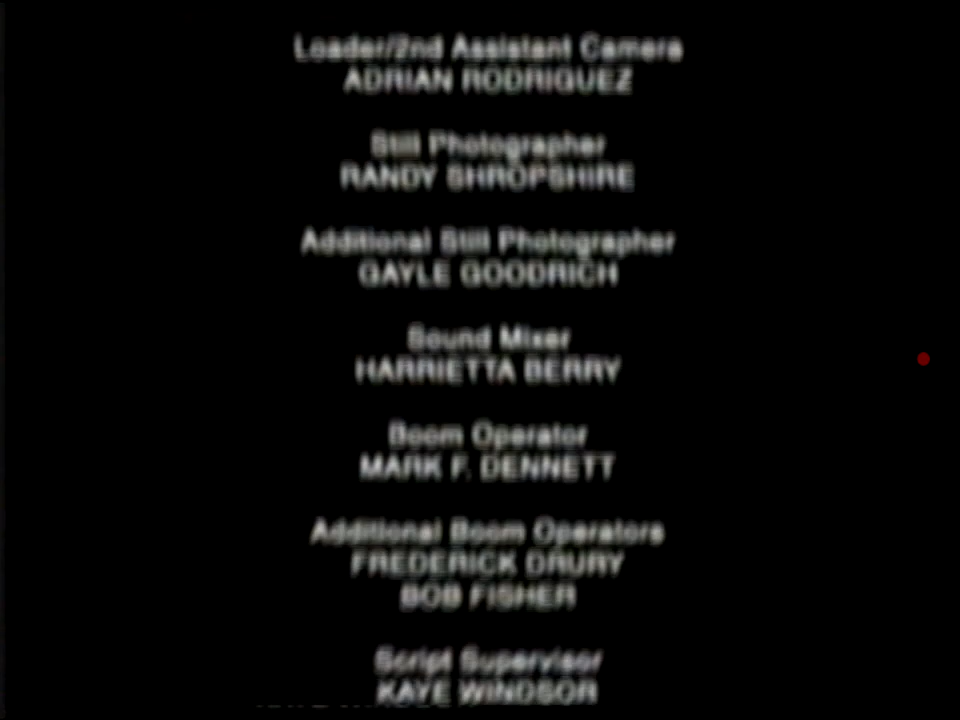 Loader/2nd Assistant Camera
ADRIAN RODRIGUEZ
Still Photographer
RANDY SHROPSHIRE
Additional Still Photographer
GAYLE GOODRICH
Sound Mixer
HARRIETTA BERRY
Boom Operator
MARK F. DENNETT
Additional Boom Operators
FREDERICK DRURY
BOB FISHER
Script Supervisor
KAYE WINDSOR